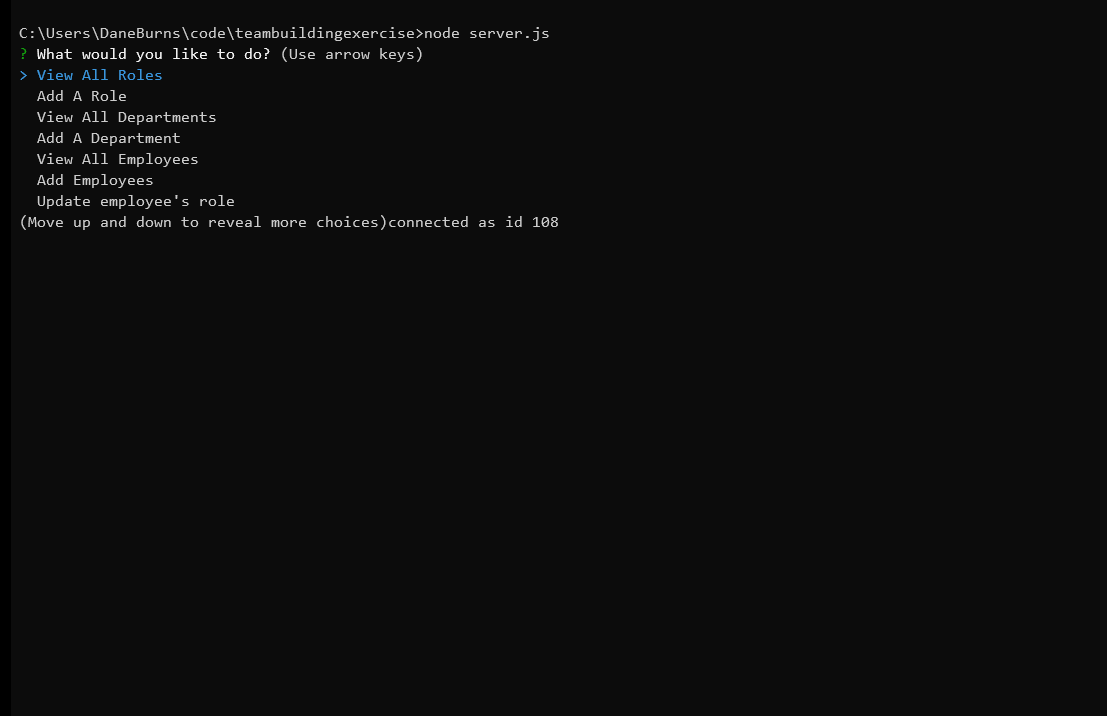 C:\Users\DaneBurns\code\teambuildingexercise>node server.js
? What would you like to do? (Use arrow keys)
> View All Roles
Add A Role
View All Departments
Add A Department
View All Employees
Add Employees
Update employee's role
(Move up and down to reveal more choices)connected as id 108